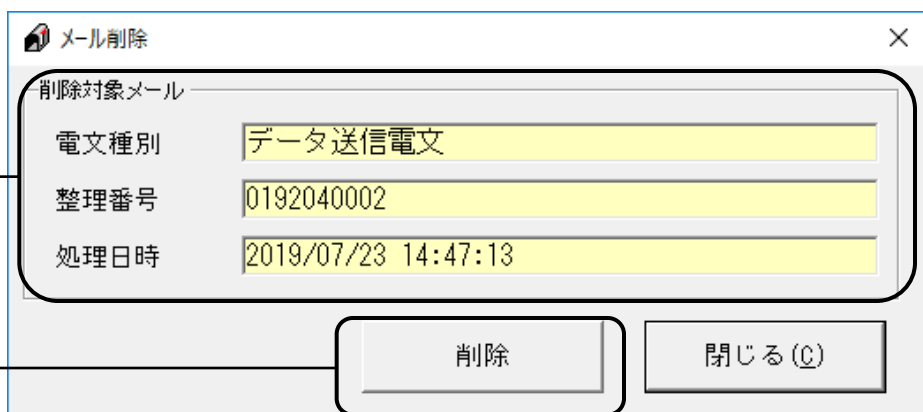 メール削除
削除対象メール
電文種別 データ送信電文
整理番号 0192040002
処理日時 2019/07/23 14:47:13
削除 閉じる(C)